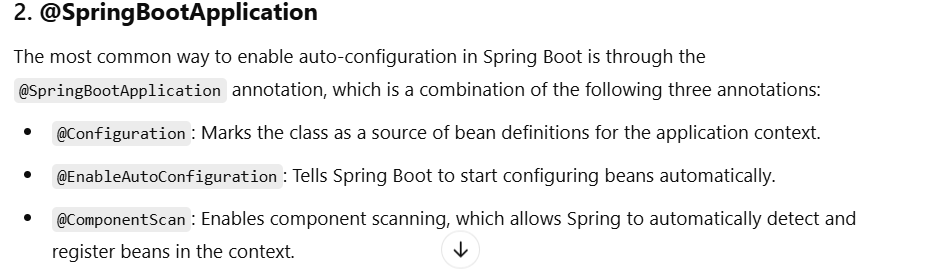 2. @SpringBootApplication
The most common way to enable auto-configuration in Spring Boot is through the
@SpringBootApplication annotation, which is a combination of the following three annotations:
• @Configuration: Marks the class as a source of bean definitions for the application context.
• @EnableAutoConfiguration: Tells Spring Boot to start configuring beans automatically.
• @ComponentScan: Enables component scanning, which allows Spring to automatically detect and
register beans in the context.